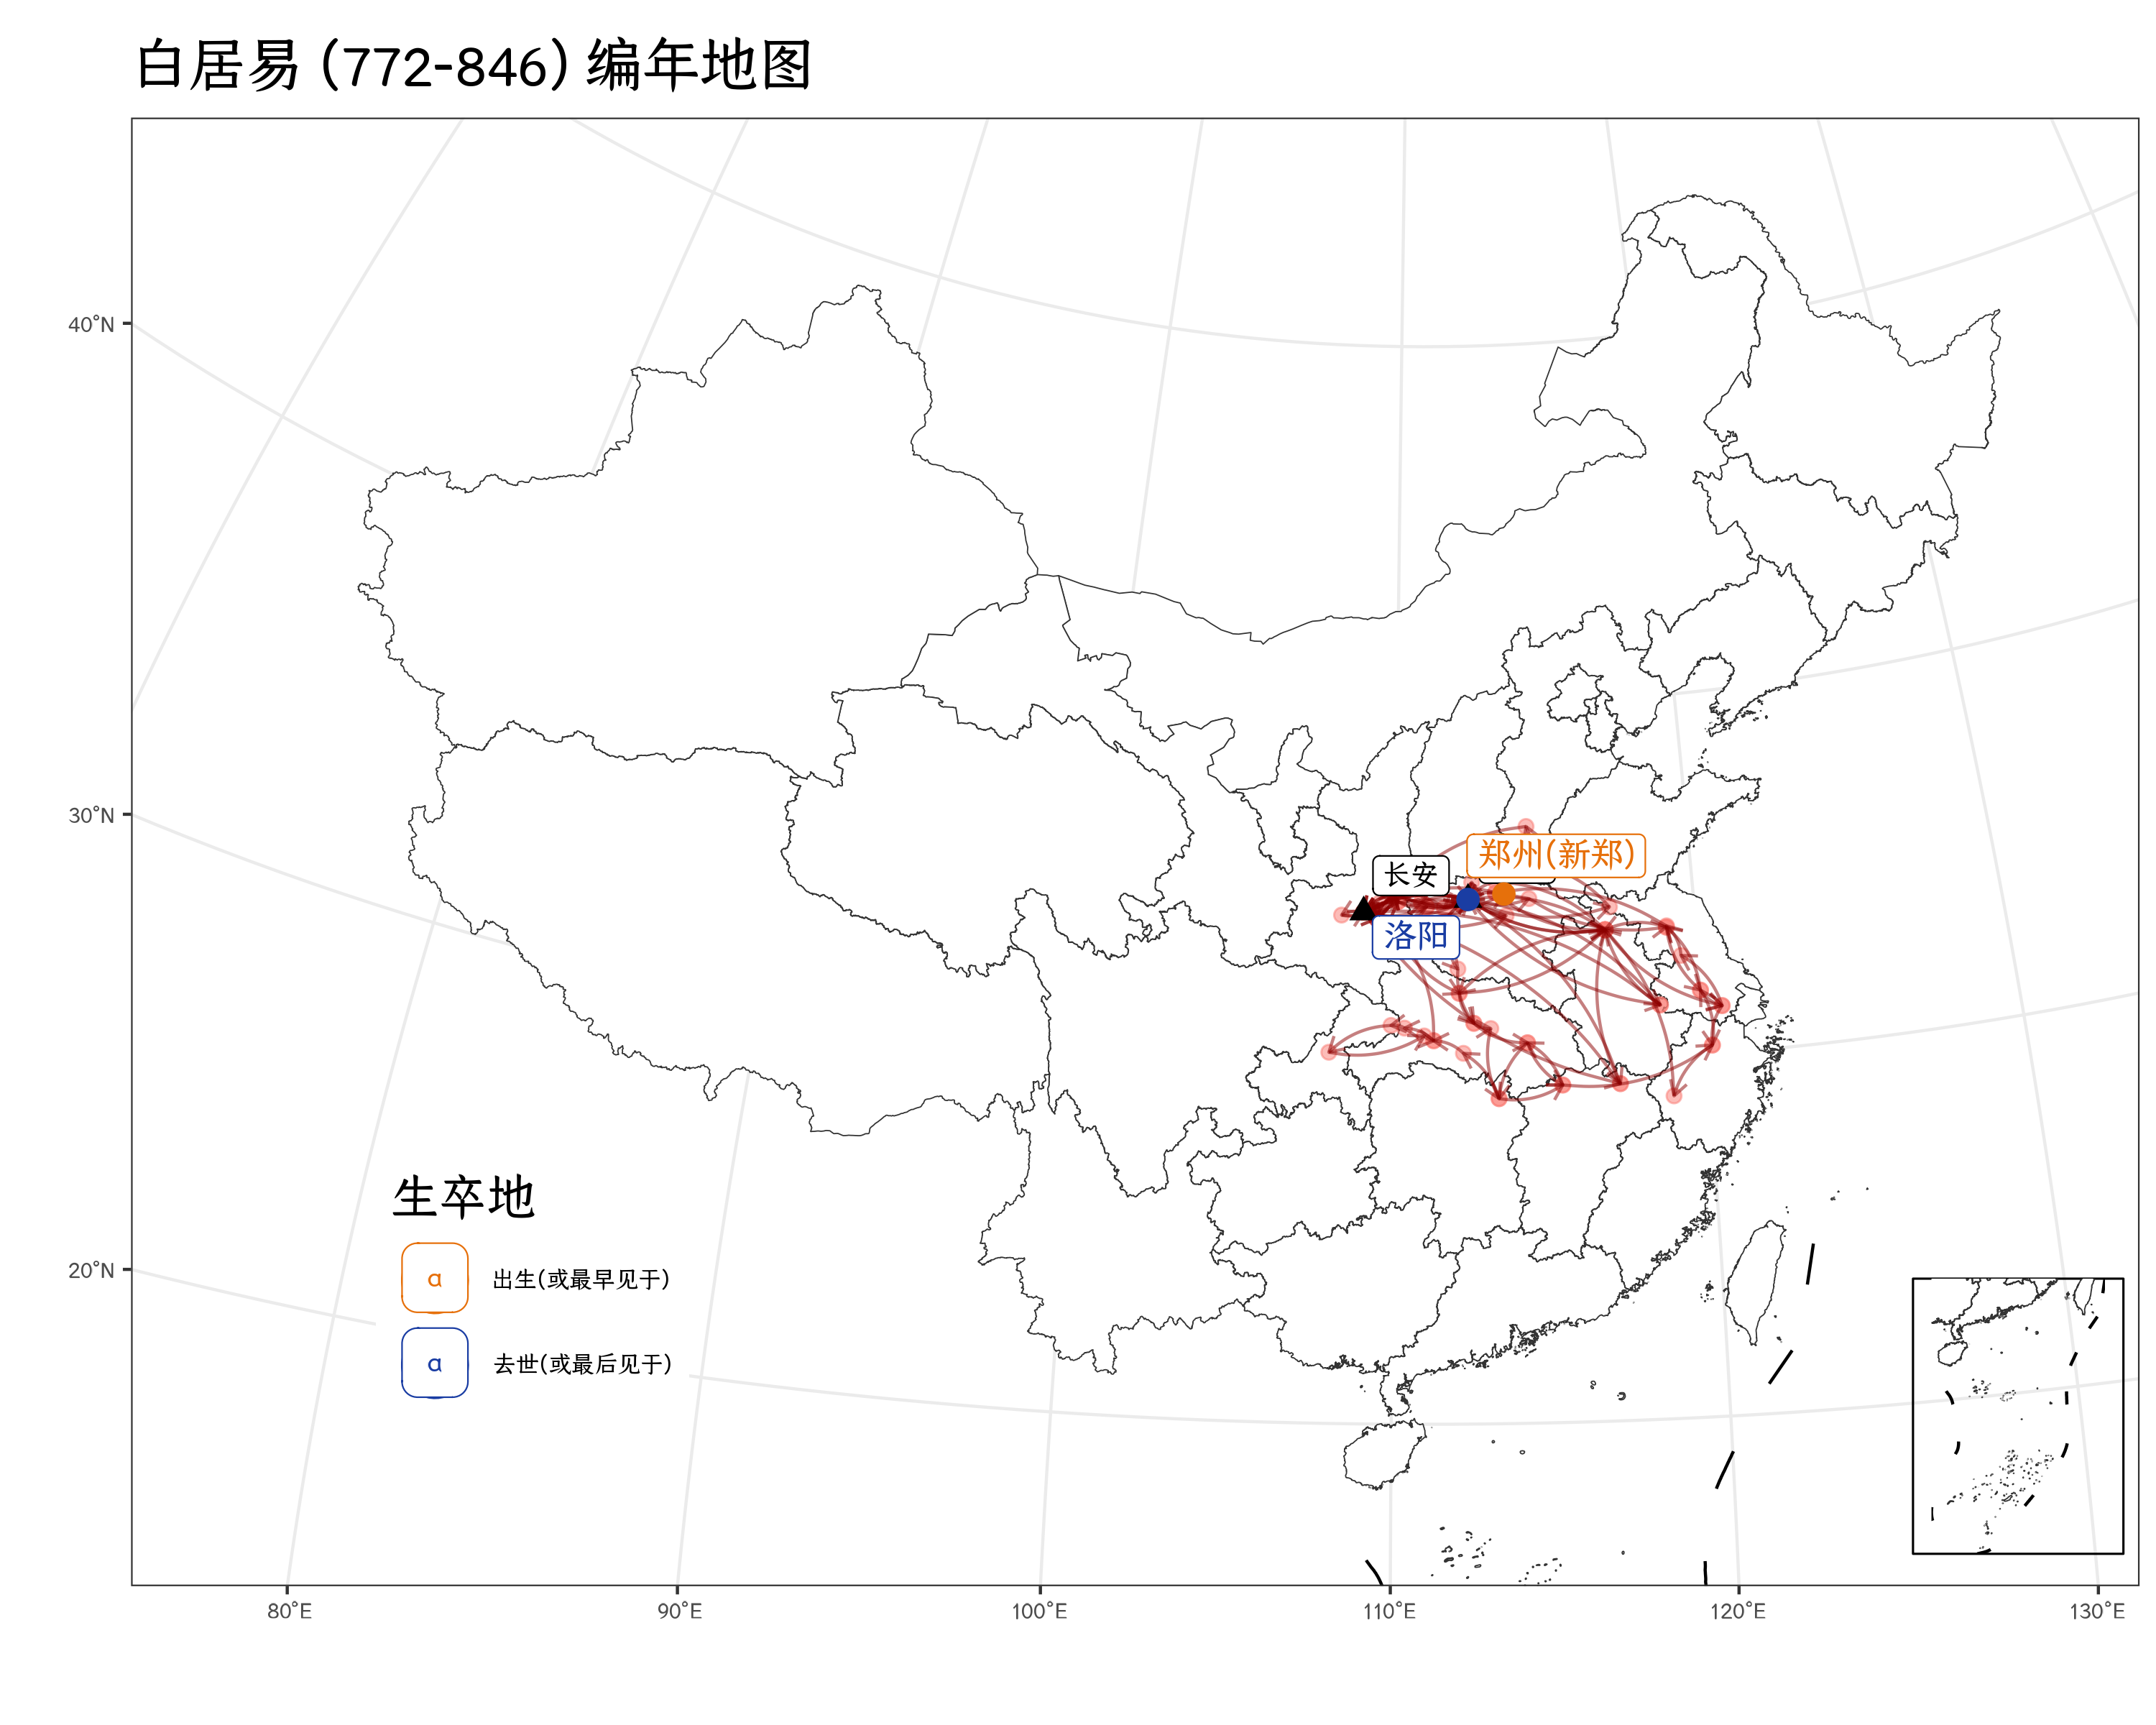 白居易 (772-846) 编年地图
40°N
30°N
20°N
郑州(新郑)
长安
洛阳
生卒地
a 出生(或最早见于)
a 去世(或最后见于)
80°E
90°E
100°E
110°E
120°E
130°E